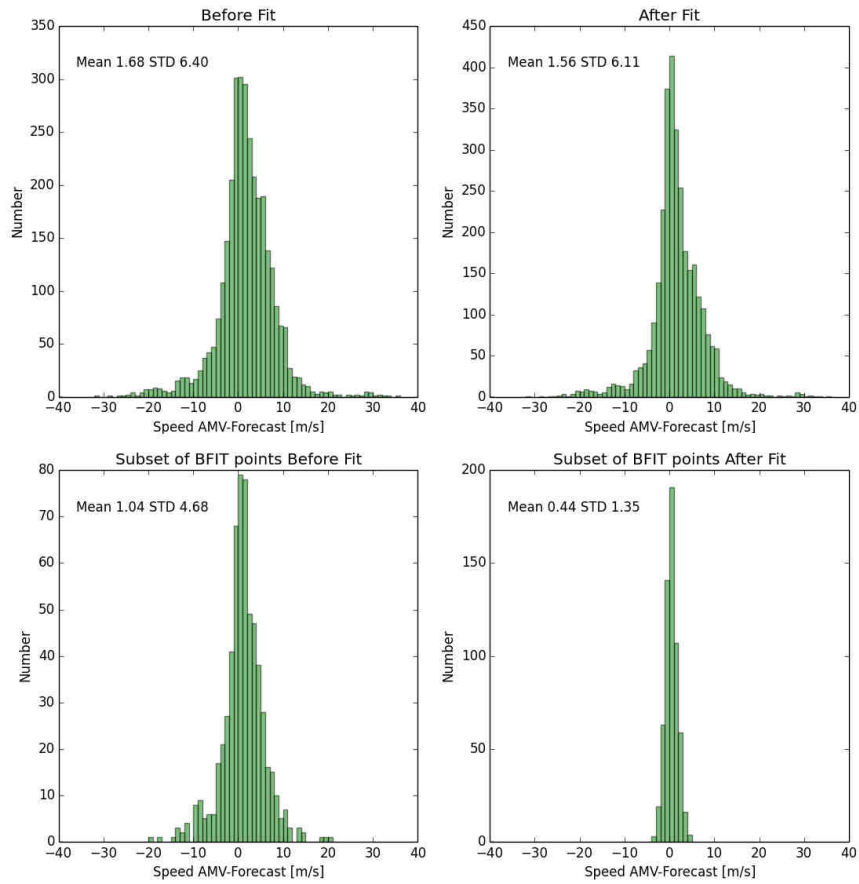 Before Fit
Mean 1.68 STD 6.40
350
300
250
200
150
100
50
0
Number
−40 −30 −20 −10 0 10 20 30 40
Speed AMV-Forecast [m/s]
After Fit
Mean 1.56 STD 6.11
450
400
350
300
250
200
150
100
50
0
Number
−40 −30 −20 −10 0 10 20 30 40
Speed AMV-Forecast [m/s]
Subset of BFIT points Before Fit
Mean 1.04 STD 4.68
80
70
60
50
40
30
20
10
0
Number
−40 −30 −20 −10 0 10 20 30 40
Speed AMV-Forecast [m/s]
Subset of BFIT points After Fit
Mean 0.44 STD 1.35
200
150
100
50
0
Number
−40 −30 −20 −10 0 10 20 30 40
Speed AMV-Forecast [m/s]